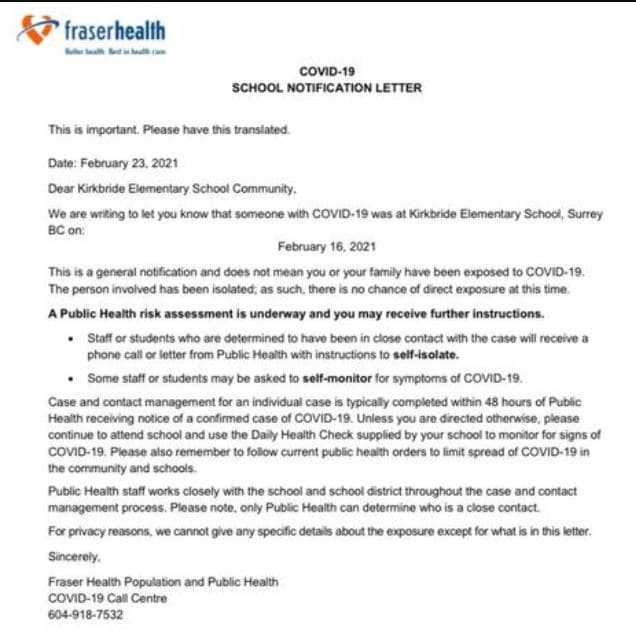 fraserhealth
Better health Best in health care
COVID-19
SCHOOL NOTIFICATION LETTER
This is important. Please have this translated.
Date: February 23, 2021
Dear Kirkbride Elementary School Community,
We are writing to let you know that someone with COVID-19 was at Kirkbride Elementary School, Surrey
BC on:
February 16, 2021
This is a general notification and does not mean you or your family have been exposed to COVID-19.
The person involved has been isolated; as such, there is no chance of direct exposure at this time.
A Public Health risk assessment is underway and you may receive further instructions.
• Staff or students who are determined to have been in close contact with the case will receive a
phone call or letter from Public Health with instructions to self-isolate.
• Some staff or students may be asked to self-monitor for symptoms of COVID-19.
Case and contact management for an individual case is typically completed within 48 hours of Public
Health receiving notice of a confirmed case of COVID-19. Unless you are directed otherwise, please
continue to attend school and use the Daily Health Check supplied by your school to monitor for signs of
COVID-19. Please also remember to follow current public health orders to limit spread of COVID-19 in
the community and schools.
Public Health staff works closely with the school and school district throughout the case and contact
management process. Please note, only Public Health can determine who is a close contact.
For privacy reasons, we cannot give any specific details about the exposure except for what is in this letter.
Sincerely,
Fraser Health Population and Public Health
COVID-19 Call Centre
604-918-7532